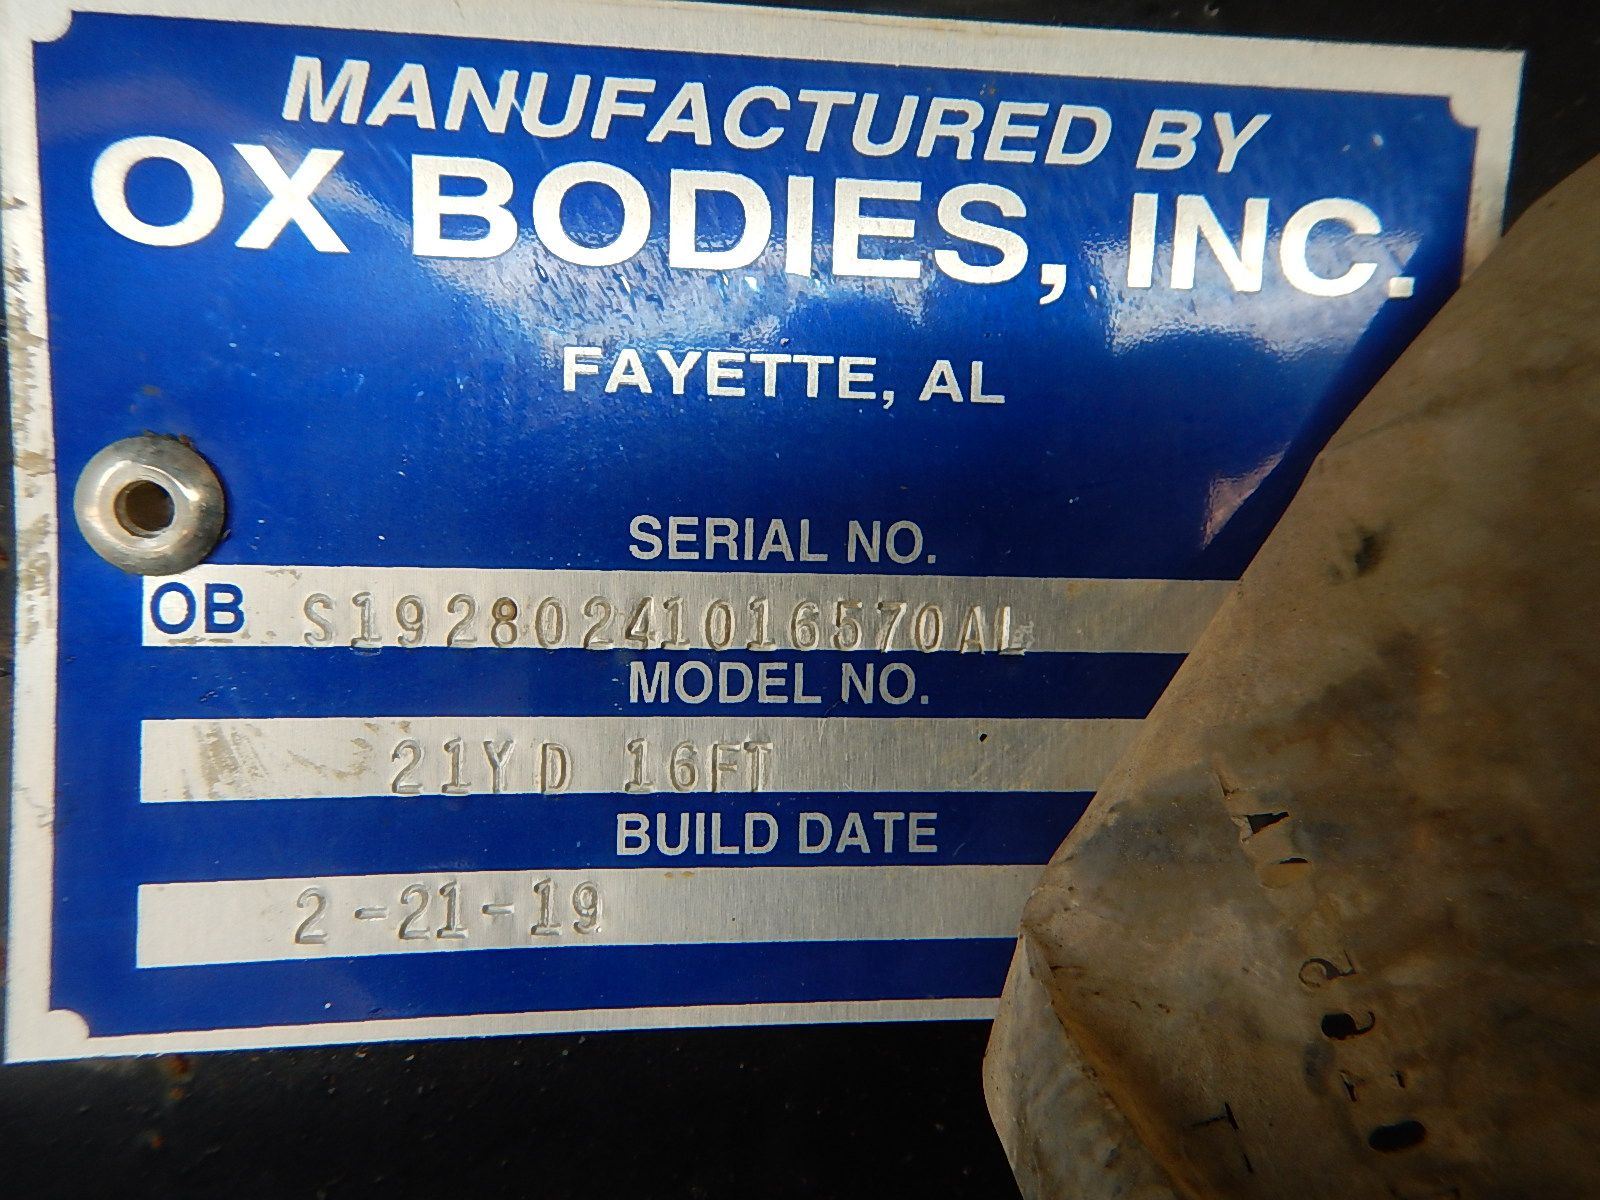 MANUFACTURED BY
OX BODIES, INC.
FAYETTE, AL
SERIAL NO.
OB S19280241016570AL
MODEL NO.
21YD 16FT
BUILD DATE
2-21-19